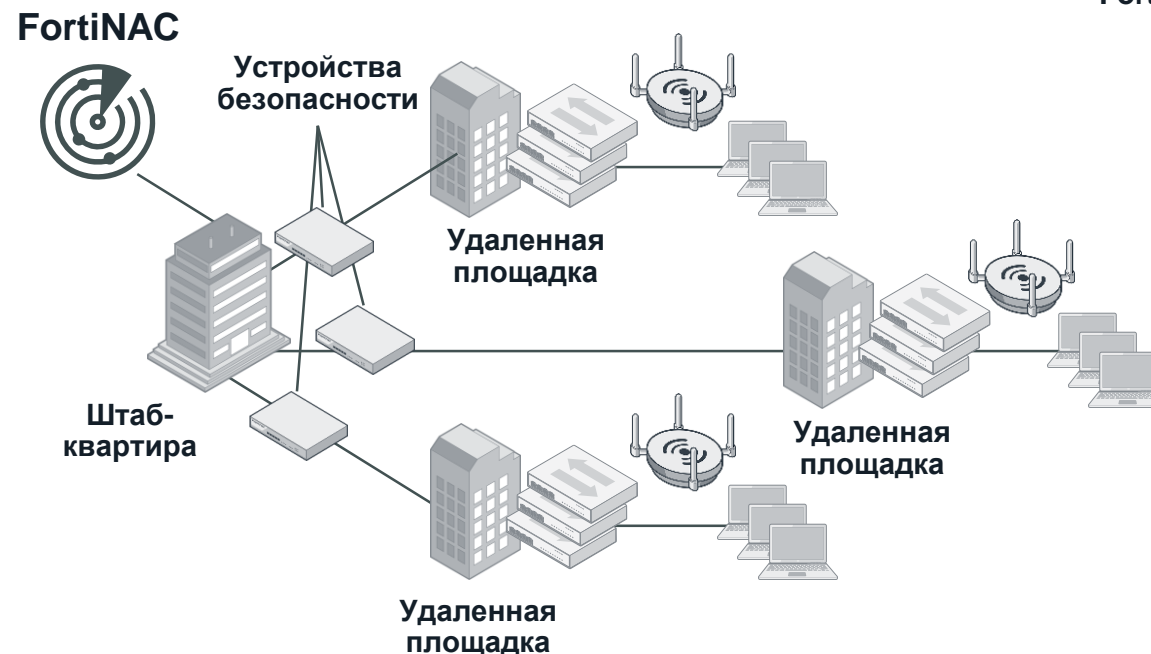 FortiNAC
Устройства
безопасности
Удаленная
площадка
Штаб-
квартира
Удаленная
площадка
Удаленная
площадка